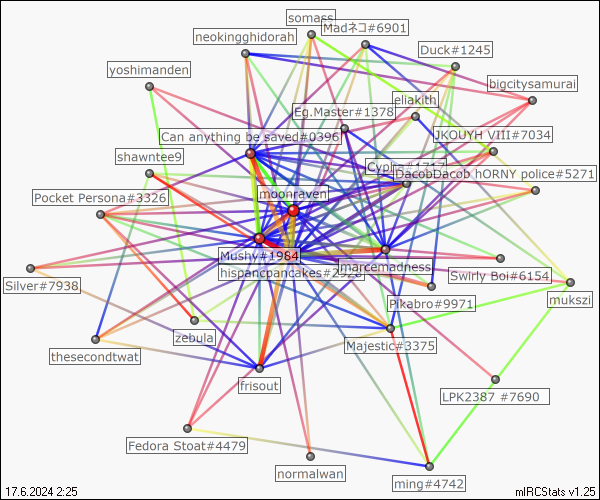 somass
Madネコ#6901
neokingghidorah
Duck#1245
yoshimanden
bigcitysamurai
eliakith
Eg.Master#1378
Can anything be saved#0396
JKOUYH VIII#7034
shawntee9
Cypha#1717
DacobDacob hORNY police#5271
moonraven
Pocket Persona#3326
Mushy#1984
marcemadness
hispancpancakes#2926
Swirly Boi#6154
Silver#7938
mukszi
Pikabro#9971
zebula
Majestic#3375
thesecondtwat
frisout
LPK2387 #7690
Fedora Stoat#4479
normalwan
ming#4742
17.6.2024 2:25
mIRCStats v1.25